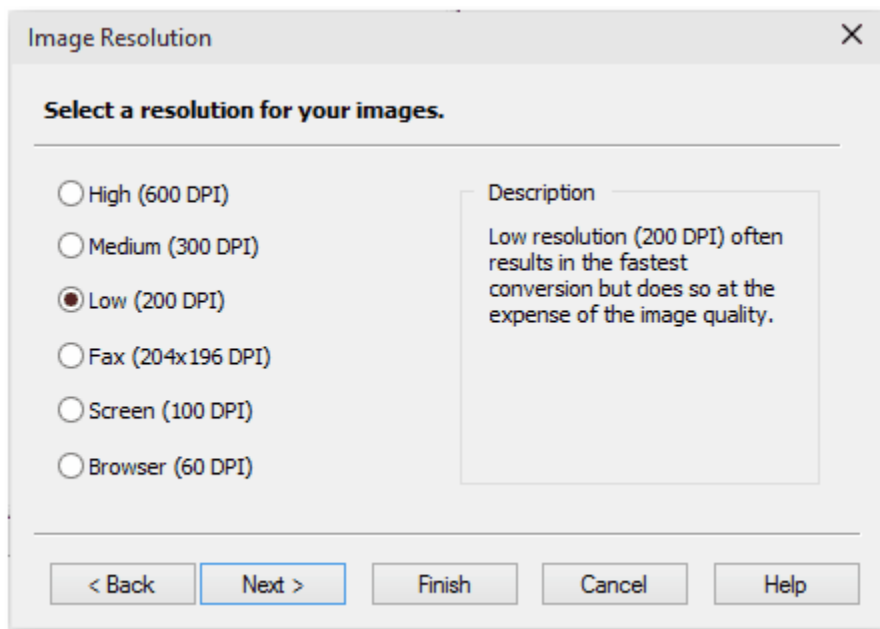 Image Resolution
Select a resolution for your images.
High (600 DPI)
Medium (300 DPI)
Low (200 DPI)
Fax (204x196 DPI)
Screen (100 DPI)
Browser (60 DPI)
Description
Low resolution (200 DPI) often
results in the fastest
conversion but does so at the
expense of the image quality.
< Back
Next >
Finish
Cancel
Help